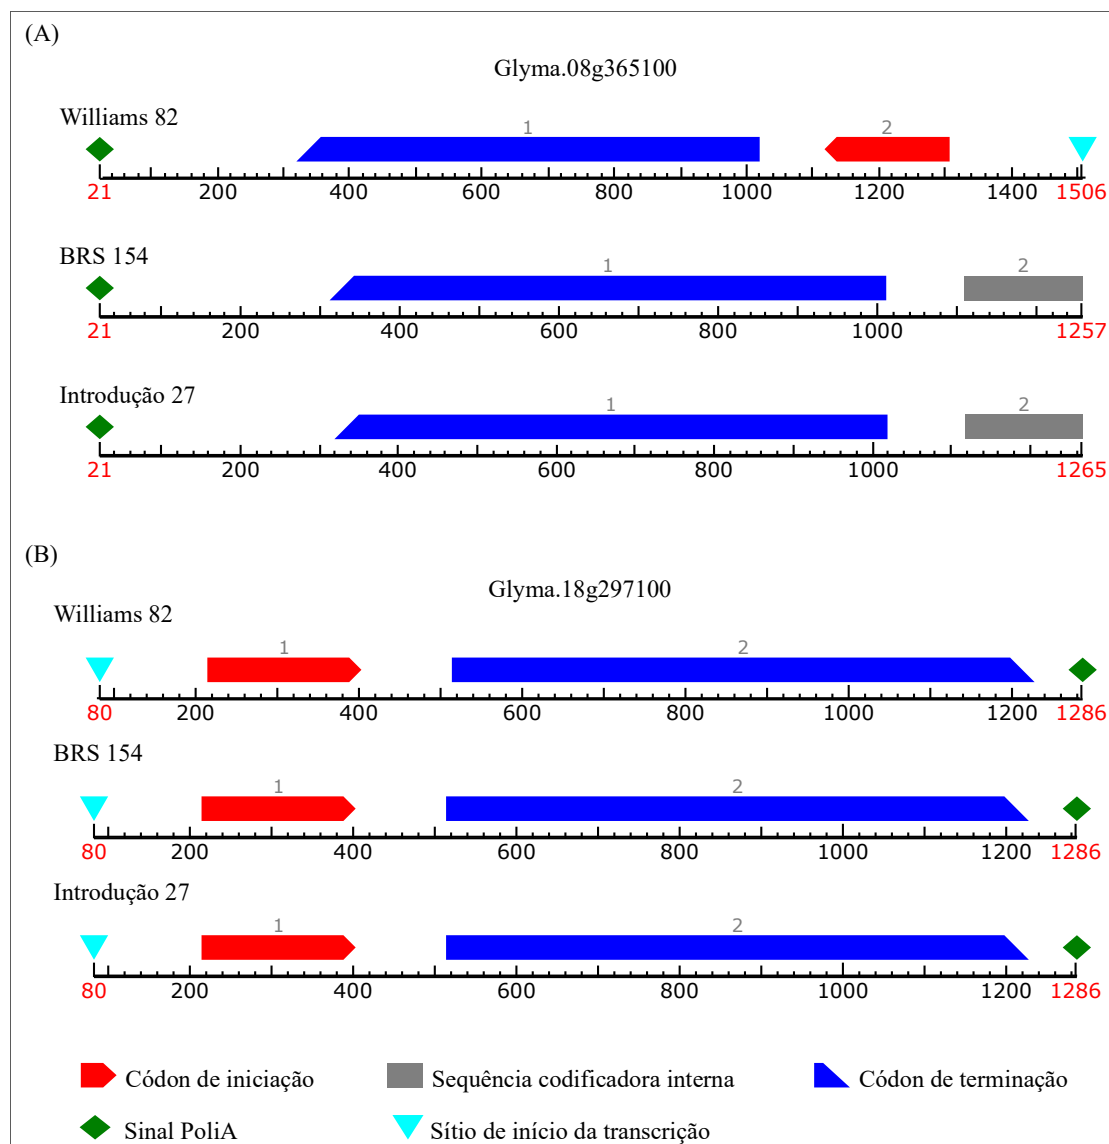 (A)
Glyma.08g365100
Williams 82
1 2
21 200 400 600 800 1000 1200 1400 1506
BRS 154
1 2
21 200 400 600 800 1000 1257
Introdução 27
1 2
21 200 400 600 800 1000 1265
(B)
Glyma.18g297100
Williams 82
1 2
80 200 400 600 800 1000 1200 1286
BRS 154
1 2
80 200 400 600 800 1000 1200 1286
Introdução 27
1 2
80 200 400 600 800 1000 1200 1286
Códon de iniciação Sequência codificadora interna Códon de terminação
Sinal PoliA Sítio de início da transcrição